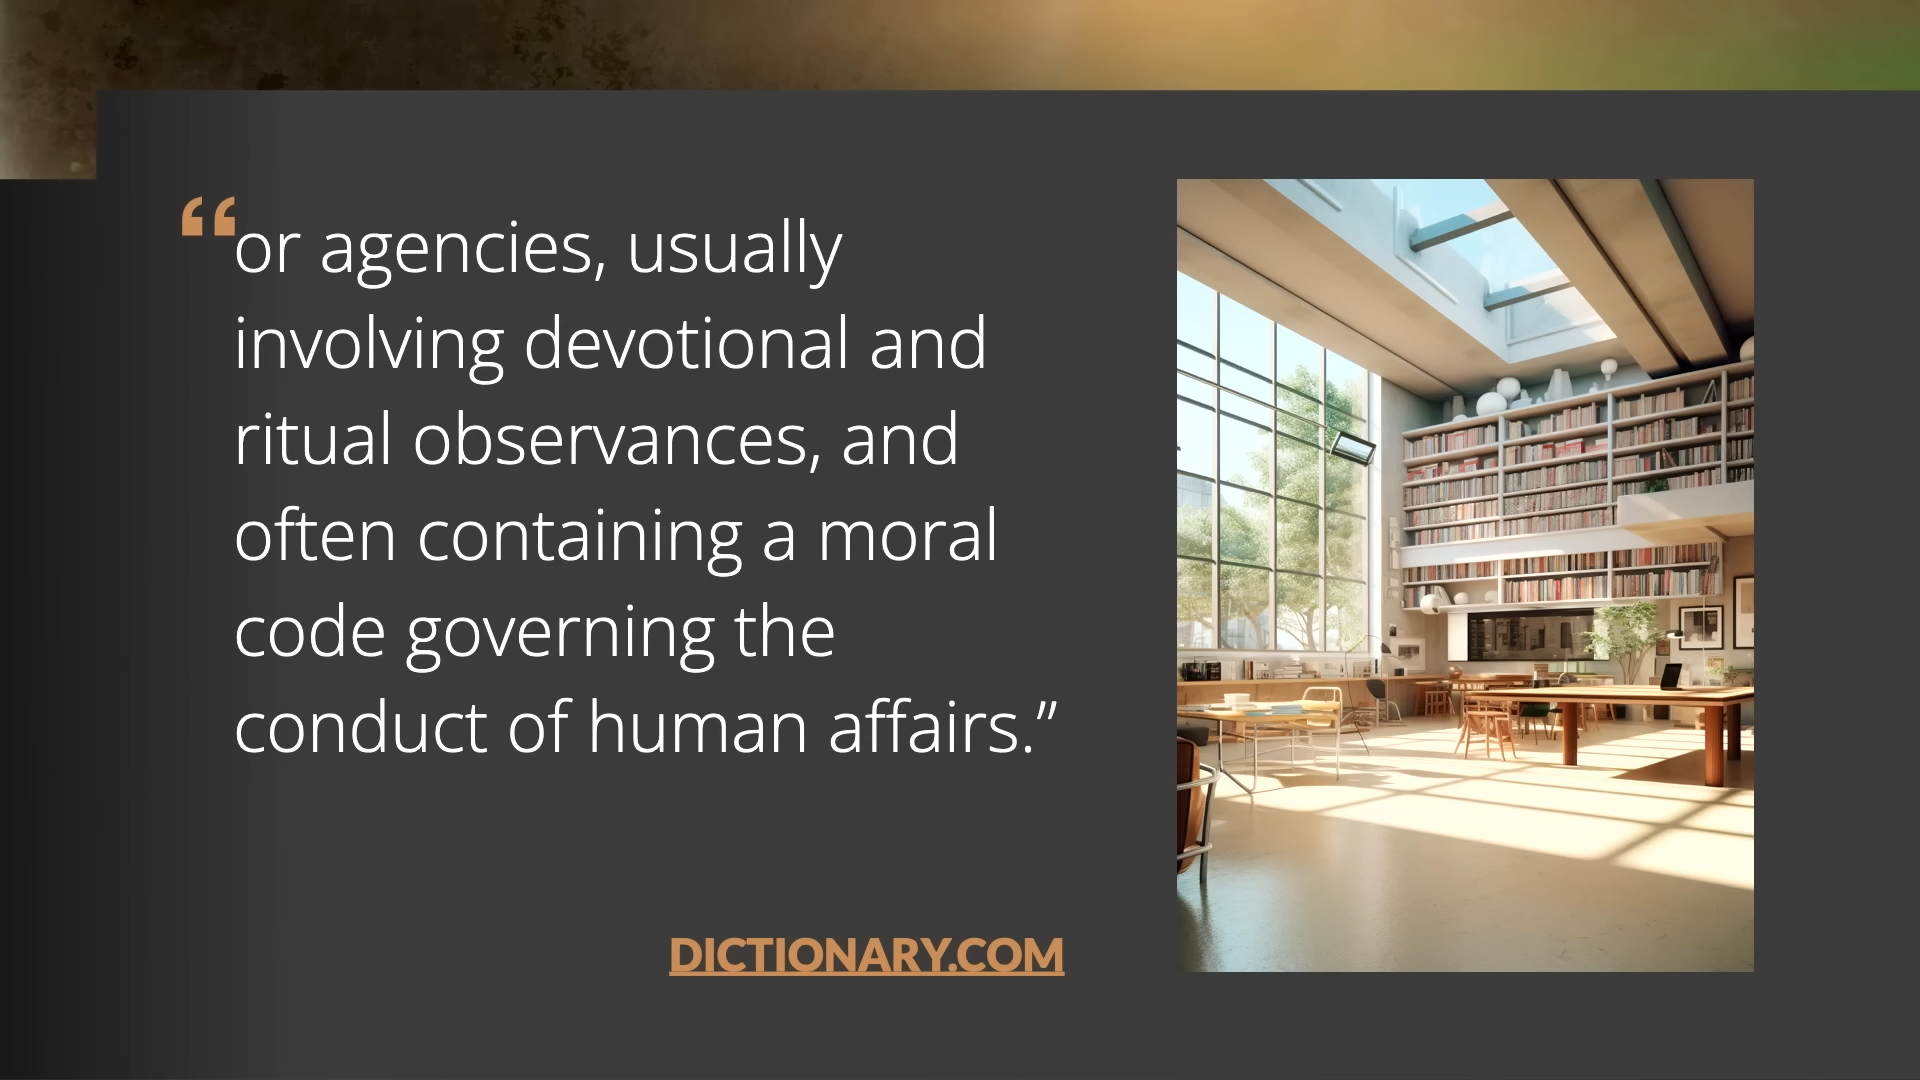 “or agencies, usually
involving devotional and
ritual observances, and
often containing a moral
code governing the
conduct of human affairs.”
DICTIONARY.COM